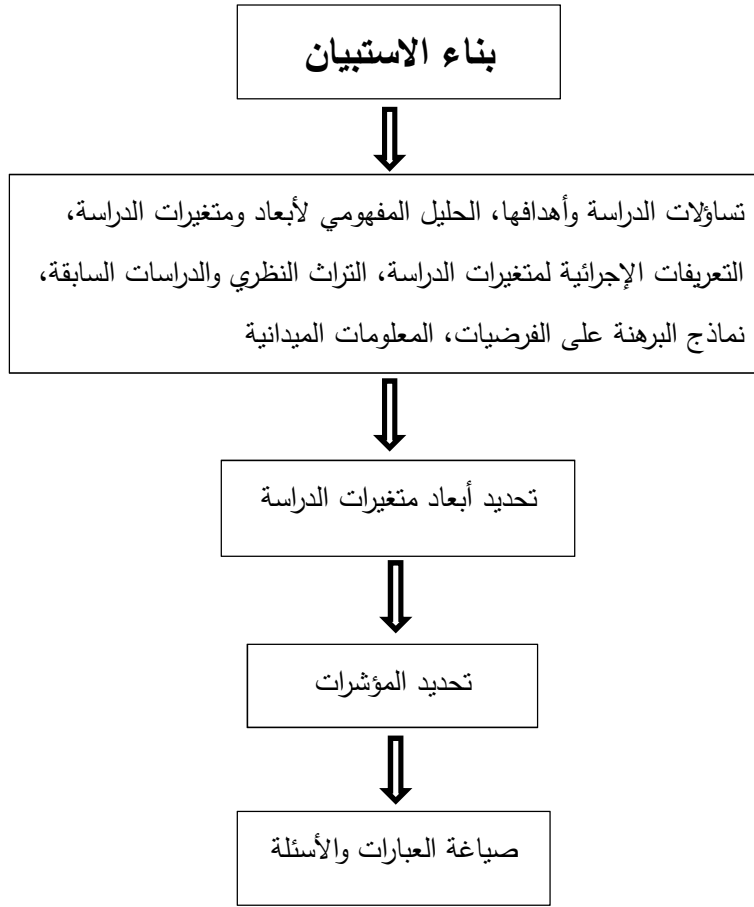 بناء الاستبيان
تساؤلات الدراسة وأهدافها، الحليل المفهومي لأبعاد ومتغيرات الدراسة،
التعريفات الإجرائية لمتغيرات الدراسة، التراث النظري والدراسات السابقة،
نماذج البرهنة على الفرضيات، المعلومات الميدانية
تحديد أبعاد متغيرات الدراسة
تحديد المؤشرات
صياغة العبارات والأسئلة